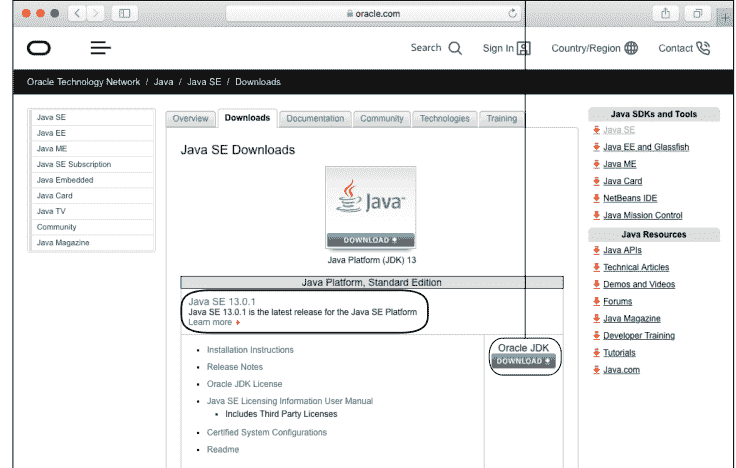 oracle.com
Search
Sign In
Country/Region
Contact
Oracle Technology Network / Java / Java SE / Downloads
Java SE
Java EE
Java ME
Java SE Subscription
Java Embedded
Java Card
Java TV
Community
Java Magazine
Overview
Downloads
Documentation
Community
Technologies
Training
Java SE Downloads
Java™
DOWNLOAD
Java Platform (JDK) 13
Java Platform, Standard Edition
Java SE 13.0.1
Java SE 13.0.1 is the latest release for the Java SE Platform
Learn more
Installation Instructions
Release Notes
Oracle JDK License
Java SE Licensing Information User Manual
Includes Third Party Licenses
Certified System Configurations
Readme
Oracle JDK
DOWNLOAD
Java SDKs and Tools
Java SE
Java EE and Glassfish
Java ME
Java Card
NetBeans IDE
Java Mission Control
Java Resources
Java APIs
Technical Articles
Demos and Videos
Forums
Java Magazine
Developer Training
Tutorials
Java.com